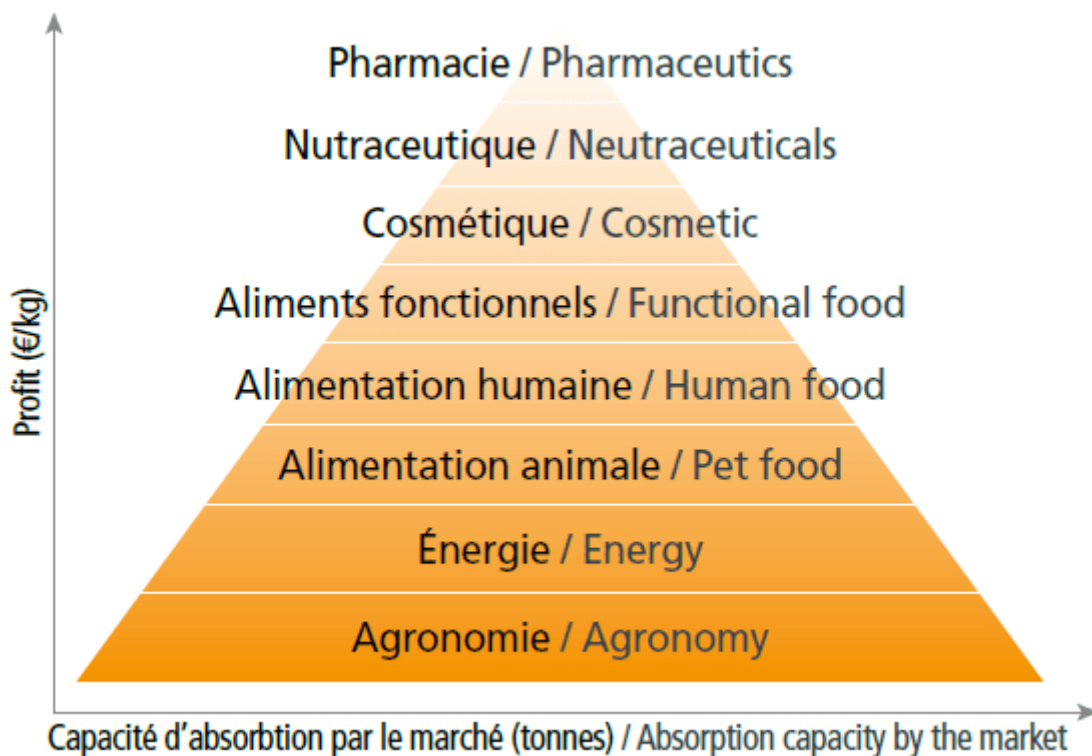 Pharmacie / Pharmaceutics
Nutraceutique / Neutraceuticals
Cosmétique / Cosmetic
Aliments fonctionnels / Functional food
Alimentation humaine / Human food
Alimentation animale / Pet food
Énergie / Energy
Agronomie / Agronomy
Profit (€/kg)
Capacité d'absorbtion par le marché (tonnes) / Absorption capacity by the market